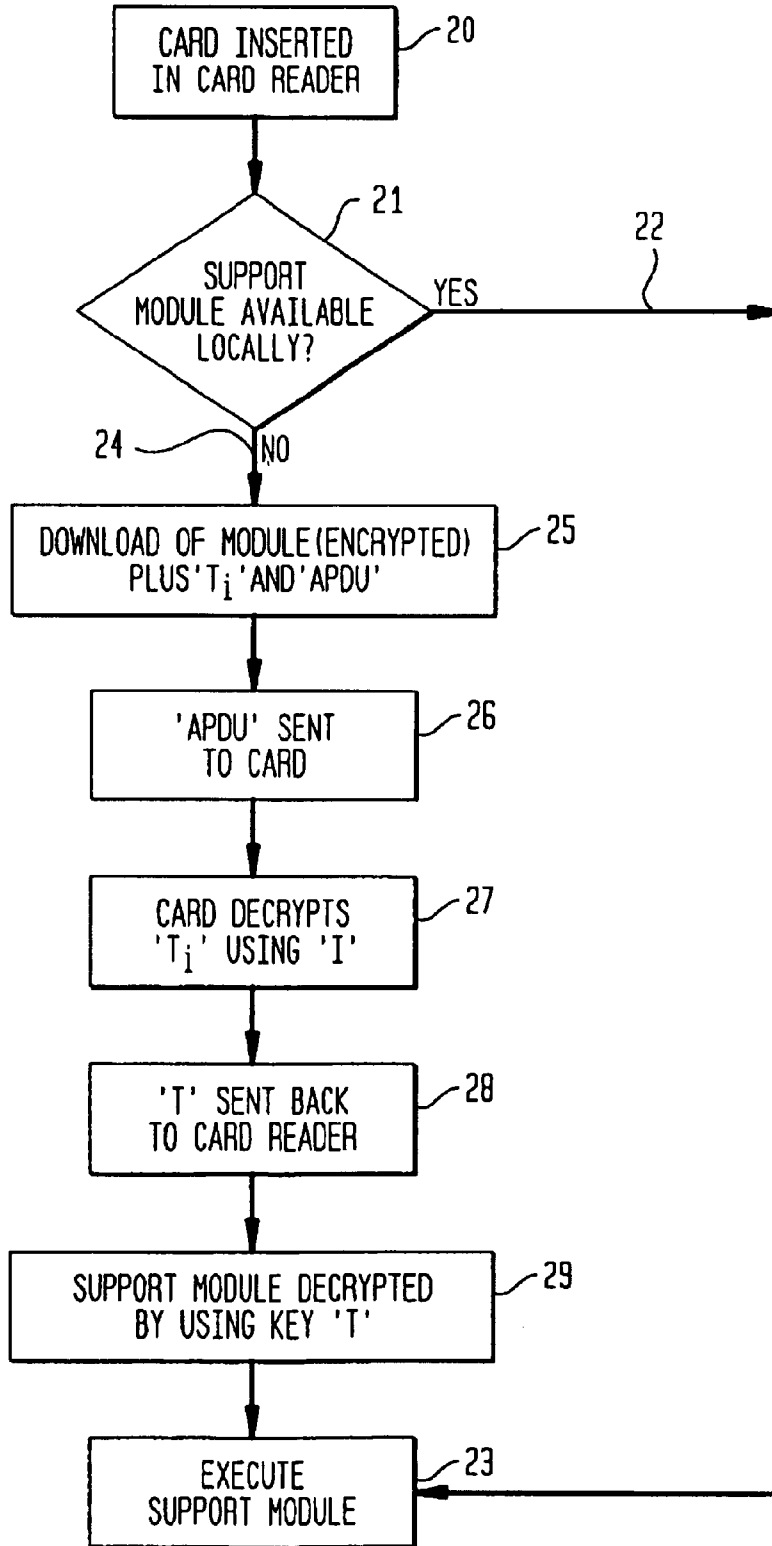 CARD INSERTED
IN CARD READER
20
21
SUPPORT
MODULE AVAILABLE
LOCALLY?
YES
22
24
NO
DOWNLOAD OF MODULE(ENCRYPTED)
PLUS'Ti'AND'APDU'
25
'APDU' SENT
TO CARD
26
CARD DECRYPTS
'Ti' USING 'I'
27
'T' SENT BACK
TO CARD READER
28
SUPPORT MODULE DECRYPTED
BY USING KEY 'T'
29
EXECUTE
SUPPORT MODULE
23